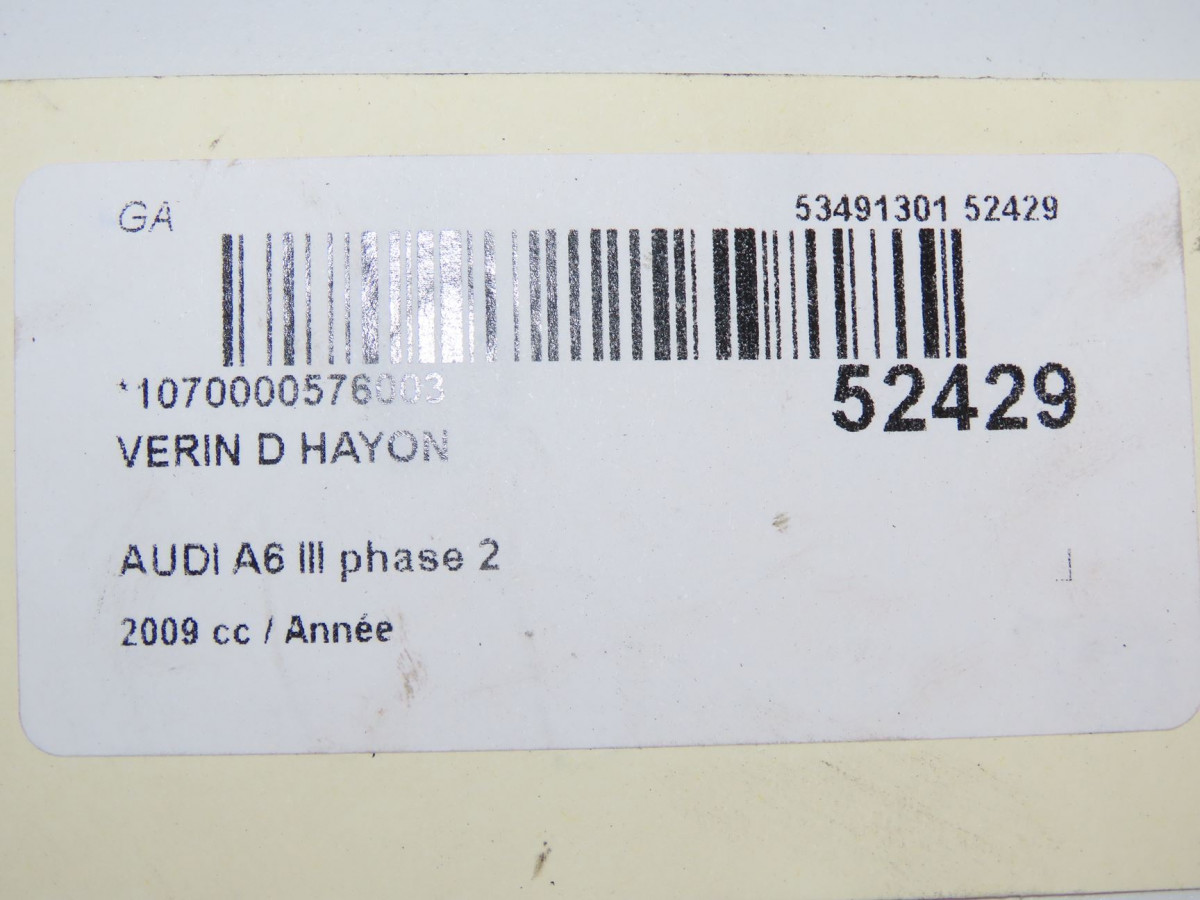 GA
53491301 52429
*1070000576003
52429
VERIN D HAYON
AUDI A6 III phase 2
2009 cc / Année